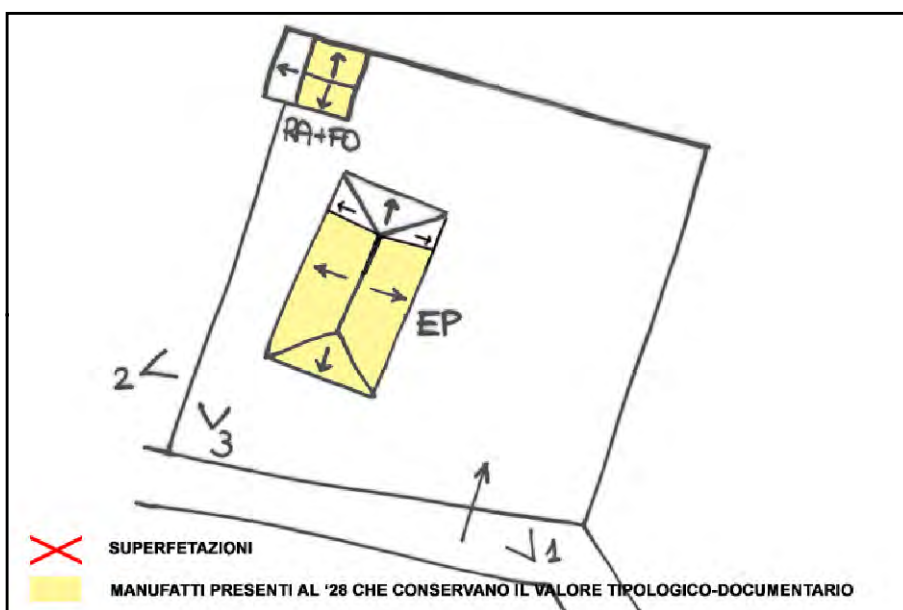 RA+FO
EP
2
3
1
SUPERFETAZIONI
MANUFATTI PRESENTI AL '28 CHE CONSERVANO IL VALORE TIPOLOGICO-DOCUMENTARIO